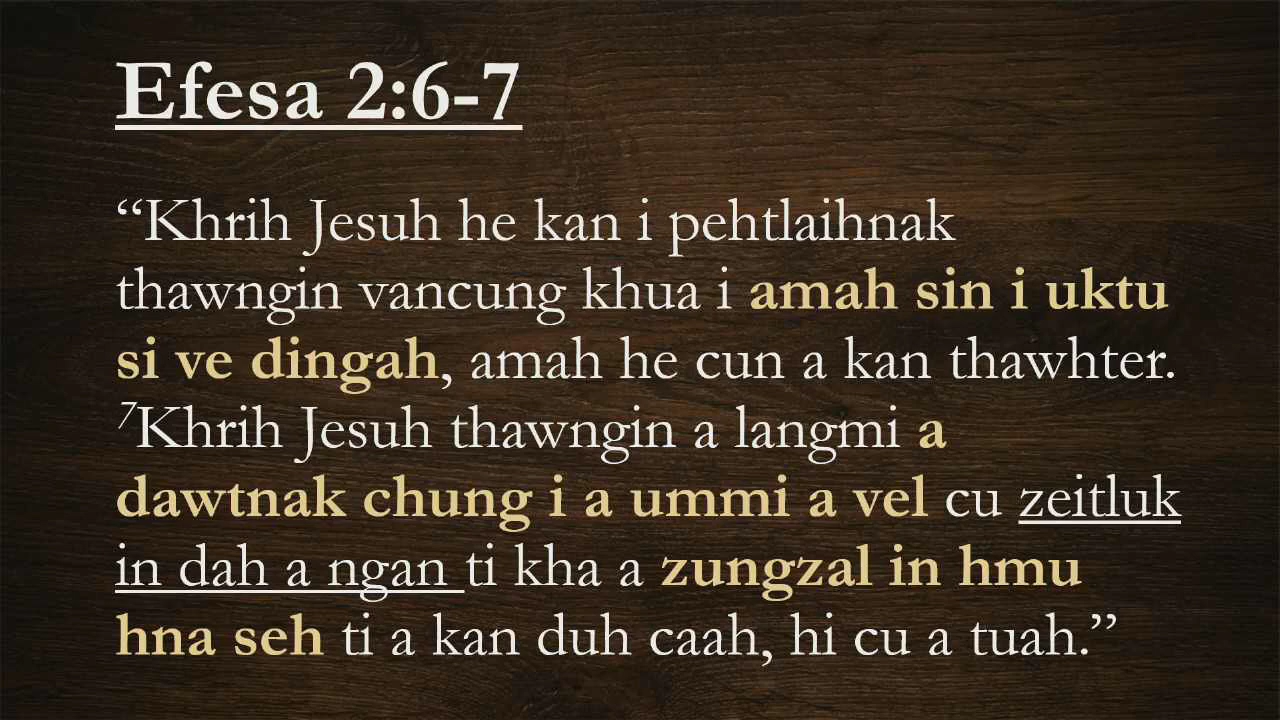 Efesa 2:6-7
“Khrih Jesuh he kan i pehtlaihnak
thawngin vancung khua i amah sin i uktu
si ve dingah, amah he cun a kan thawhter.
⁷Khrih Jesuh thawngin a langmi a
dawtnak chung i a ummi a vel cu zeitluk
in dah a ngan ti kha a zungzal in hmu
hna seh ti a kan duh caah, hi cu a tuah.”